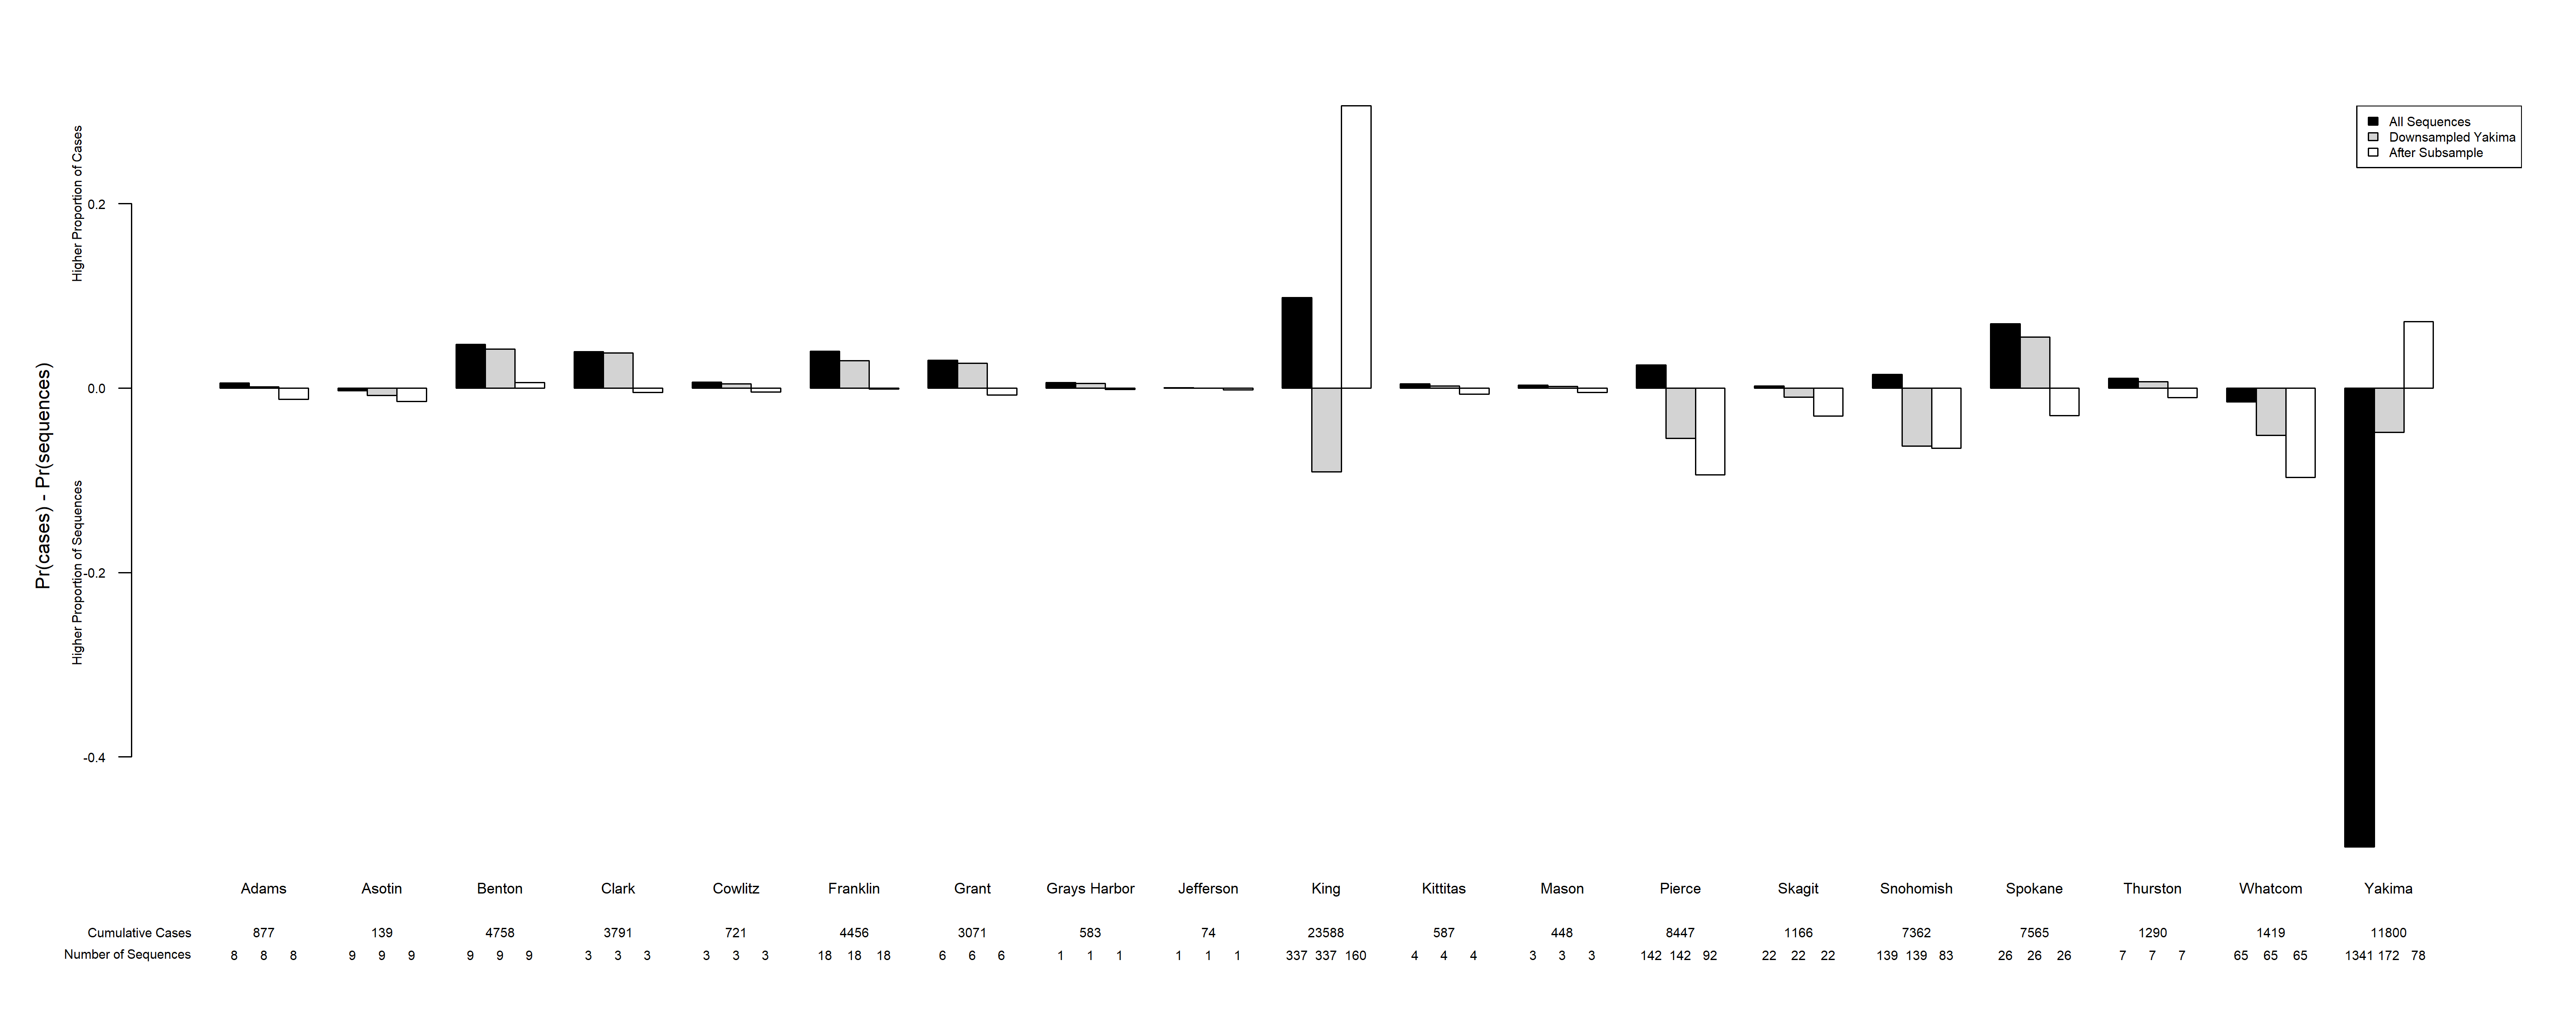 All Sequences
Downsampled Yakima
After Subsample
Pr(cases) - Pr(sequences)
Higher Proportion of Cases
Higher Proportion of Sequences
0.2
0.0
-0.2
-0.4
Adams Asotin Benton Clark Cowlitz Franklin Grant Grays Harbor Jefferson King Kittitas Mason Pierce Skagit Snohomish Spokane Thurston Whatcom Yakima
Cumulative Cases 877 139 4758 3791 721 4456 3071 583 74 23588 587 448 8447 1166 7362 7565 1290 1419 11800
Number of Sequences 8 8 8 9 9 9 9 9 9 3 3 3 3 3 3 18 18 18 6 6 6 1 1 1 1 1 1 337 337 160 4 4 4 3 3 3 142 142 92 22 22 22 139 139 83 26 26 26 7 7 7 65 65 65 1341 172 78